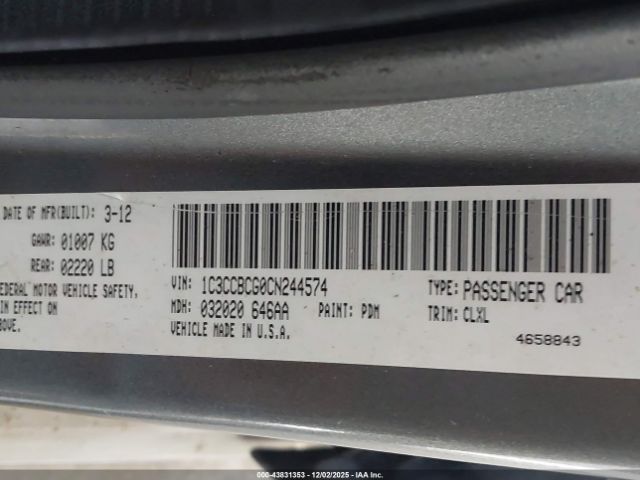 DATE OF MFR(BUILT): 3-12
GAWR: 01007 KG
REAR: 02220 LB
EDERAL MOTOR VEHICLE SAFETY,
IN EFFECT ON
BOVE.
VIN: 1C3CCBCG0CN244574
TYPE: PASSENGER CAR
MDH: 032020 646AA PAINT: PDM
TRIM: CLXL
VEHICLE MADE IN U.S.A.
4658843
000-43831353 - 12/02/2025 - IAA Inc.